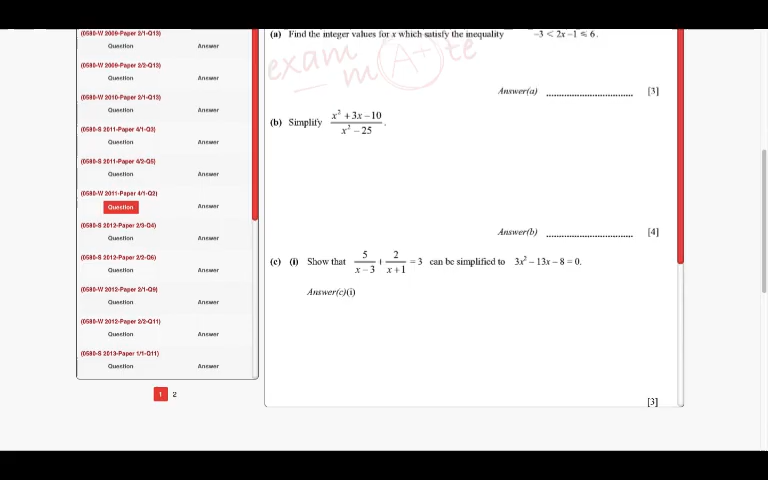 (0580-W 2009-Paper 2/1-Q13)
Question Answer
(0580-W 2009-Paper 2/2-Q13)
Question Answer
(0580-W 2010-Paper 2/1-Q13)
Question Answer
(0580-S 2011-Paper 4/1-Q3)
Question Answer
(0580-S 2011-Paper 4/2-Q5)
Question Answer
(0580-W 2011-Paper 4/1-Q2)
Question Answer
(0580-S 2012-Paper 2/3-Q4)
Question Answer
(0580-S 2012-Paper 2/2-Q6)
Question Answer
(0580-W 2012-Paper 2/1-Q9)
Question Answer
(0580-W 2012-Paper 2/2-Q11)
Question Answer
(0580-S 2013-Paper 1/1-Q11)
Question Answer
1 2
(a) Find the integer values for x which satisfy the inequality −3 < 2x −1 ⩽ 6.
exam
m A+ te
Answer(a) ................................ [3]
(b) Simplify (x² + 3x − 10)/(x² − 25).
Answer(b) ................................ [4]
(c) (i) Show that 5/(x − 3) + 2/(x + 1) = 3 can be simplified to 3x² − 13x − 8 = 0.
Answer(c)(i)
[3]